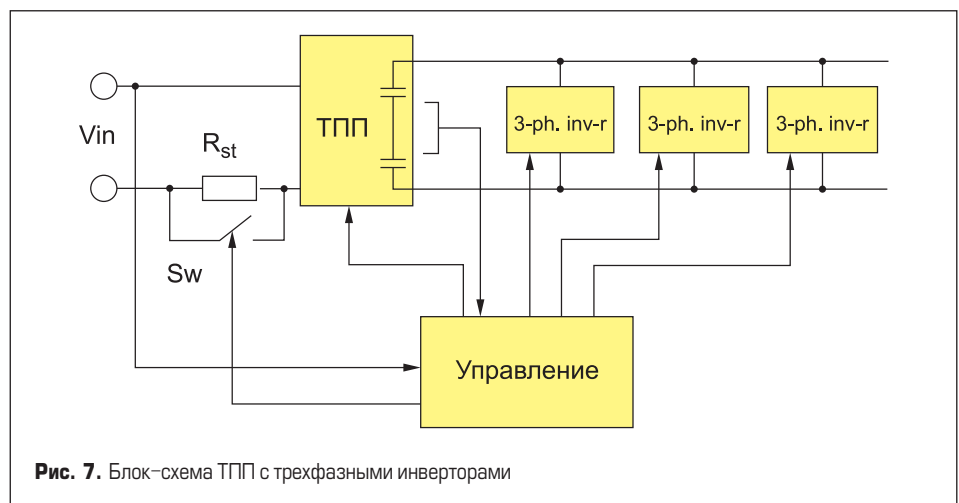 Vin
R_st
Sw
ТПП
3-ph. inv-r
3-ph. inv-r
3-ph. inv-r
Управление
Рис. 7. Блок-схема ТПП с трехфазными инверторами